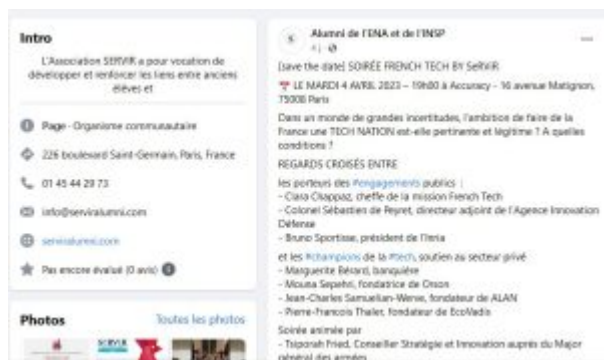 Intro
L'Association SERVIR a pour vocation de
développer et renforcer les liens entre anciens
élèves et
Page · Organisme communautaire
226 boulevard Saint-Germain, Paris, France
01 45 44 29 73
info@serviralumni.com
serviralumni.com
Pas encore évalué (0 avis)
Photos
Toutes les photos
Alumni de l'ENA et de l'INSP
4 j
[save the date] SOIRÉE FRENCH TECH BY SERVIR
LE MARDI 4 AVRIL 2023 – 19h00 à Accuracy – 16 avenue Matignon,
75008 Paris
Dans un monde de grandes incertitudes, l'ambition de faire de la
France une TECH NATION est-elle pertinente et légitime ? A quelles
conditions ?
REGARDS CROISÉS ENTRE
les porteurs des #engagements publics :
- Clara Chappaz, cheffe de la mission French Tech
- Colonel Sébastien de Peyret, directeur adjoint de l'Agence Innovation
Défense
- Bruno Sportisse, président de l'Inria
et les #champions de la #tech, soutien au secteur privé
- Marguerite Bérard, banquière
- Mouna Sepehri, fondatrice de Orson
- Jean-Charles Samuelian-Werve, fondateur de ALAN
- Pierre-Francois Thaler, fondateur de EcoVadis
Soirée animée par
- Tsiporah Fried, Conseiller Stratégie et Innovation auprès du Major
général des armées